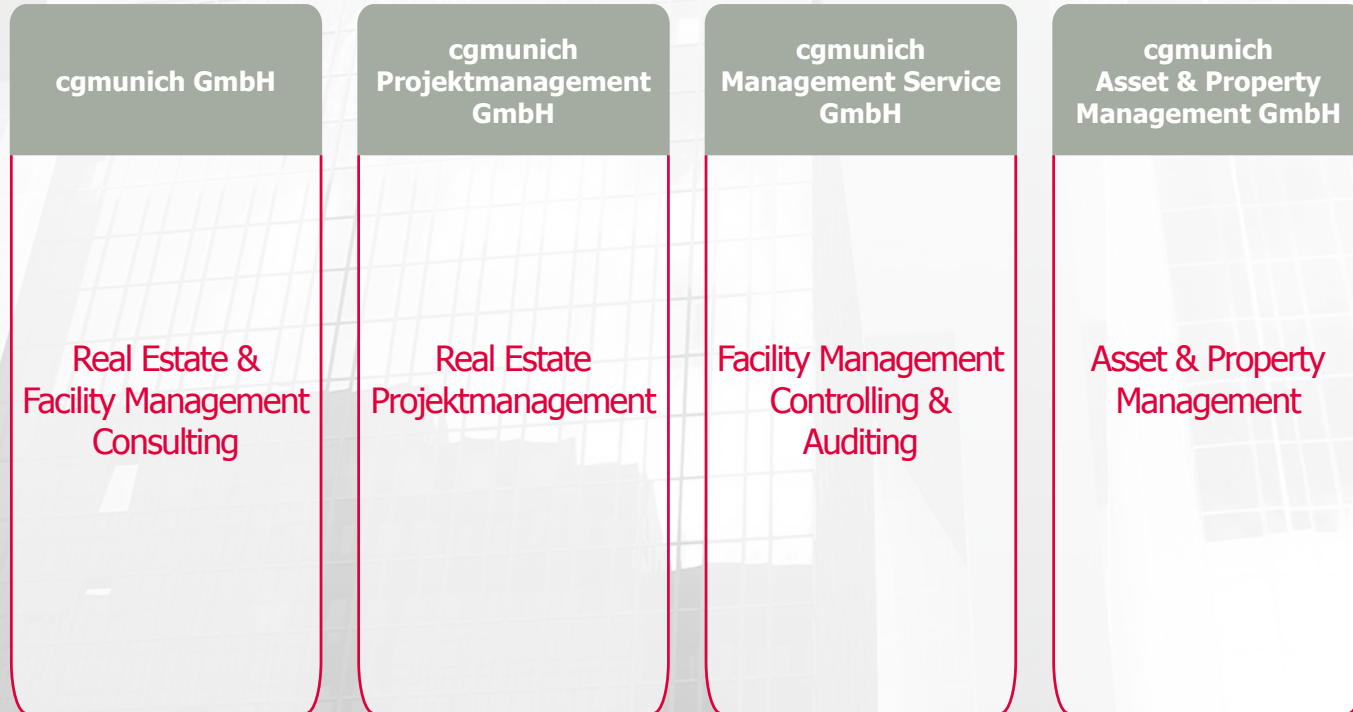 cgmunich GmbH
cgmunich
Projektmanagement
GmbH
cgmunich
Management Service
GmbH
cgmunich
Asset & Property
Management GmbH
Real Estate &
Facility Management
Consulting
Real Estate
Projektmanagement
Facility Management
Controlling &
Auditing
Asset & Property
Management